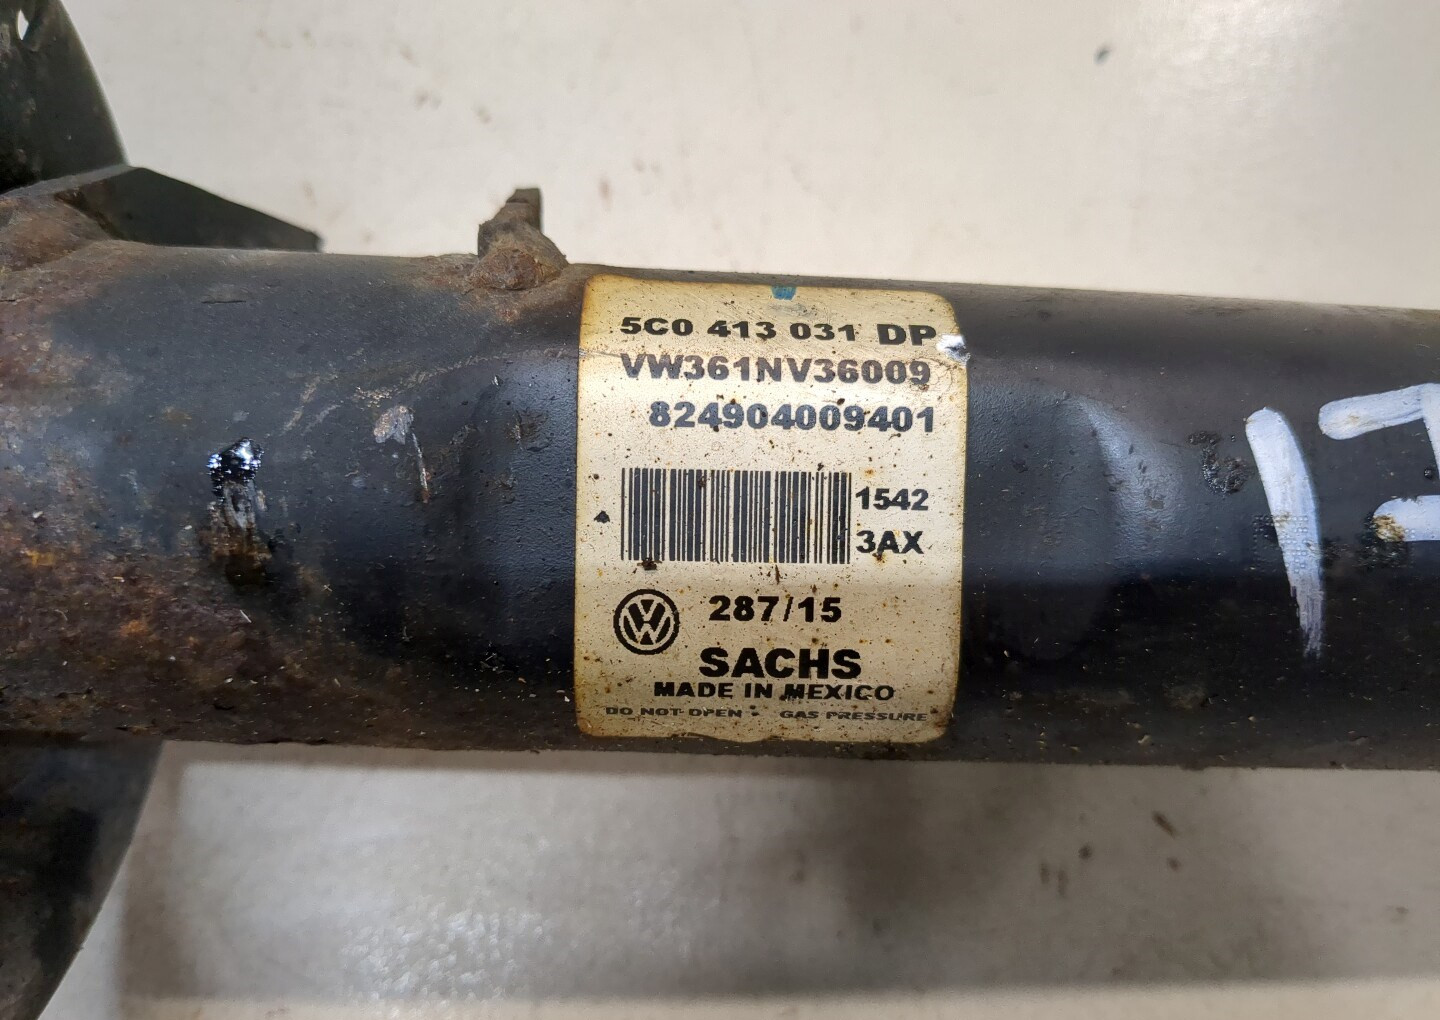 5C0 413 031 DP
VW361NV36009
824904009401
1542
3AX
287/15
SACHS
MADE IN MEXICO
DO NOT OPEN • GAS PRESSURE